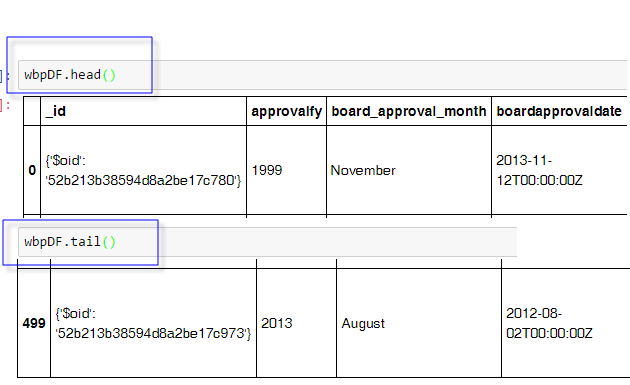 ]: wbpDF.head()
]:
_id approvalfy board_approval_month boardapprovaldate
0 {'$oid': '52b213b38594d8a2be17c780'} 1999 November 2013-11-12T00:00:00Z
wbpDF.tail()
499 {'$oid': '52b213b38594d8a2be17c973'} 2013 August 2012-08-02T00:00:00Z